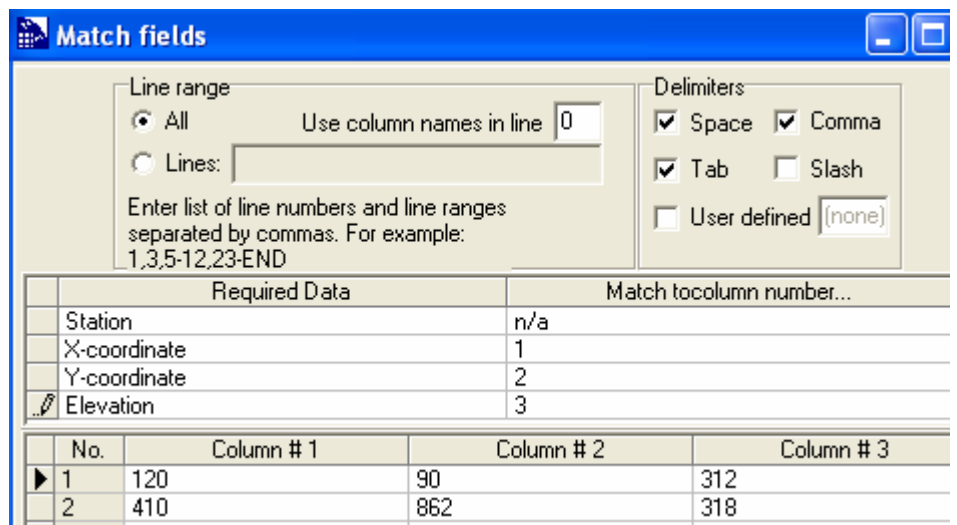 Match fields
Line range
All Use column names in line 0
Lines:
Enter list of line numbers and line ranges
separated by commas. For example:
1,3,5-12,23-END
Delimiters
Space Comma
Tab Slash
User defined (none)
Required Data Match tocolumn number...
Station n/a
X-coordinate 1
Y-coordinate 2
Elevation 3
No. Column # 1 Column # 2 Column # 3
1 120 90 312
2 410 862 318